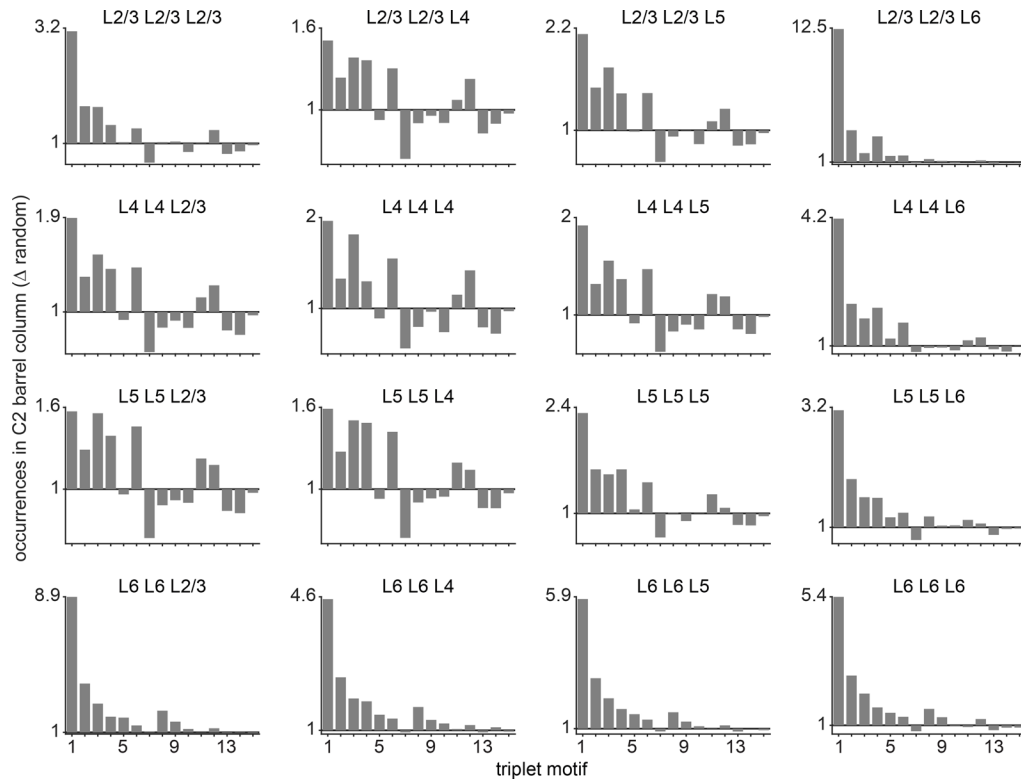 L2/3 L2/3 L2/3
L2/3 L2/3 L4
L2/3 L2/3 L5
L2/3 L2/3 L6
3.2
1
1.6
1
2.2
1
12.5
1
L4 L4 L2/3
L4 L4 L4
L4 L4 L5
L4 L4 L6
1.9
1
2
1
2
1
4.2
1
L5 L5 L2/3
L5 L5 L4
L5 L5 L5
L5 L5 L6
1.6
1
1.6
1
2.4
1
3.2
1
L6 L6 L2/3
L6 L6 L4
L6 L6 L5
L6 L6 L6
8.9
1
4.6
1
5.9
1
5.4
1
1 5 9 13
1 5 9 13
1 5 9 13
1 5 9 13
occurrences in C2 barrel column (Δ random)
triplet motif